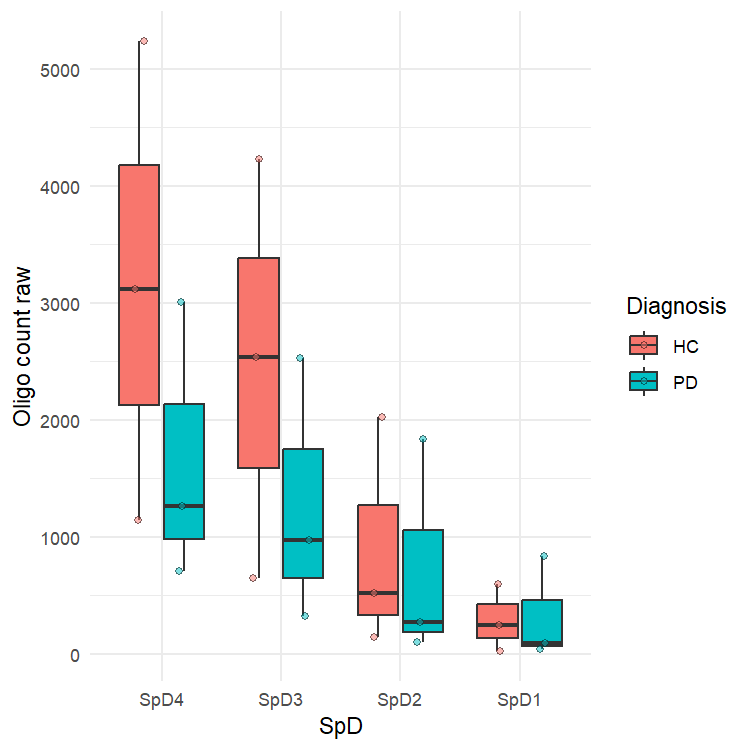 5000
4000
3000
2000
1000
0
Oligo count raw
SpD4 SpD3 SpD2 SpD1
SpD
Diagnosis
HC
PD